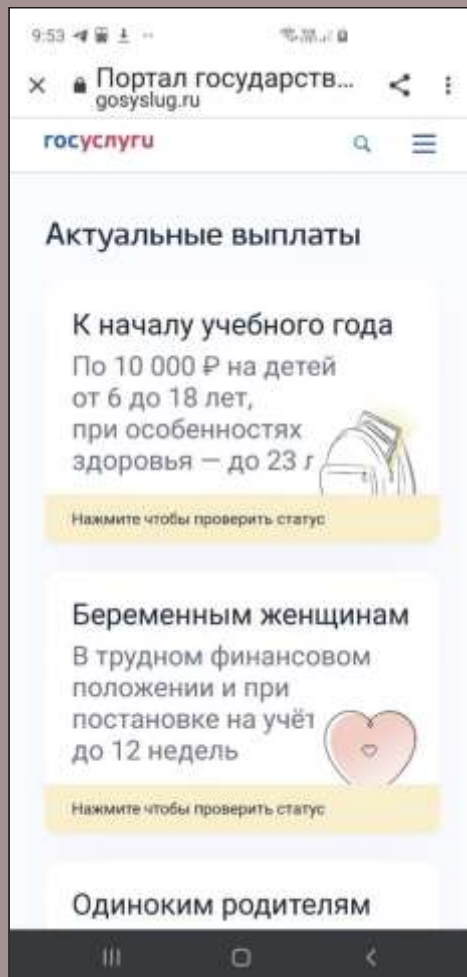 9:53
Портал государств...
gosyslug.ru
госуслуги
Актуальные выплаты
К началу учебного года
По 10 000 ₽ на детей
от 6 до 18 лет,
при особенностях
здоровья — до 23 л
Нажмите чтобы проверить статус
Беременным женщинам
В трудном финансовом
положении и при
постановке на учёт
до 12 недель
Нажмите чтобы проверить статус
Одиноким родителям